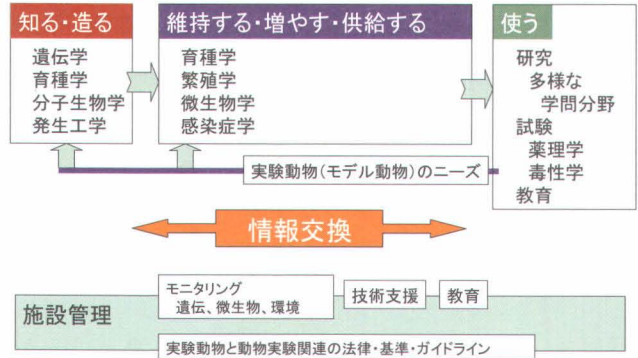 知る・造る
遺伝学
育種学
分子生物学
発生工学
維持する・増やす・供給する
育種学
繁殖学
微生物学
感染症学
使う
研究
多様な
学問分野
試験
薬理学
毒性学
教育
実験動物(モデル動物)のニーズ
情報交換
施設管理
モニタリング
遺伝、微生物、環境
技術支援
教育
実験動物と動物実験関連の法律・基準・ガイドライン